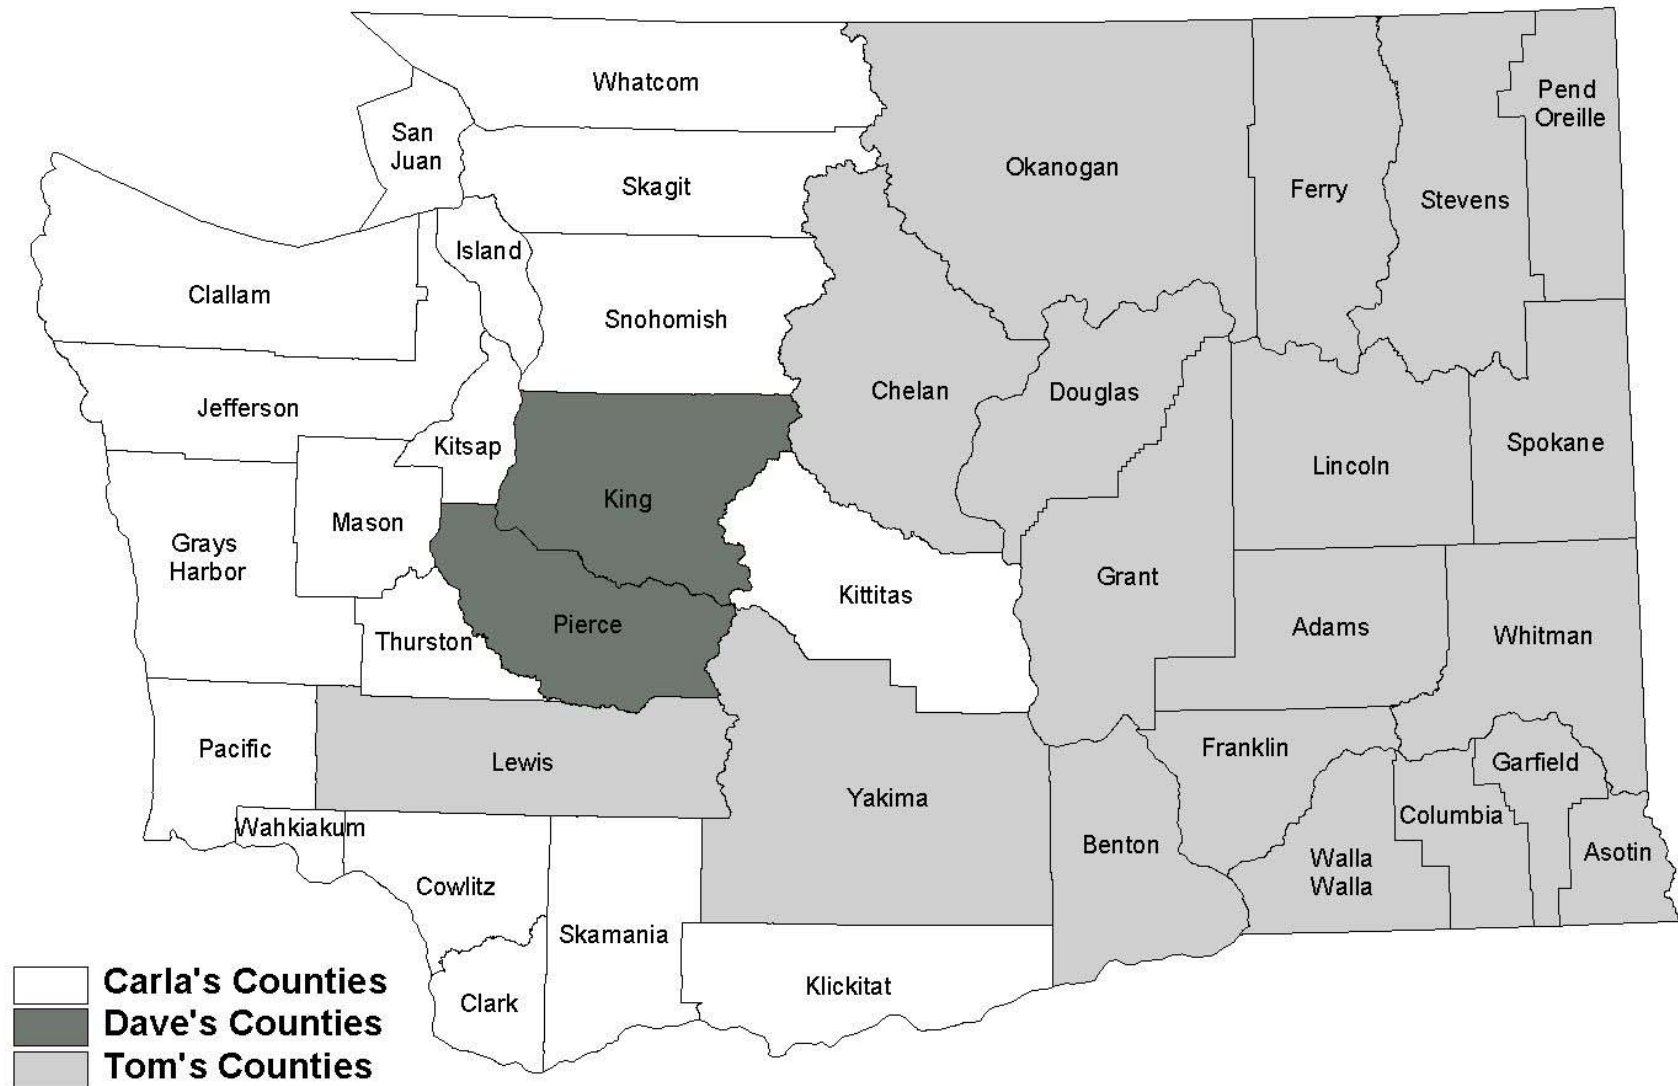 Whatcom
Pend
Oreille
San
Juan
Okanogan
Skagit
Ferry
Stevens
Island
Clallam
Snohomish
Chelan
Douglas
Jefferson
Kitsap
Spokane
Lincoln
King
Mason
Grays
Harbor
Grant
Kittitas
Pierce
Adams
Whitman
Thurston
Pacific
Lewis
Franklin
Garfield
Yakima
Columbia
Wahkiakum
Benton
Asotin
Walla
Walla
Cowlitz
Skamania
Klickitat
Clark
Carla's Counties
Dave's Counties
Tom's Counties